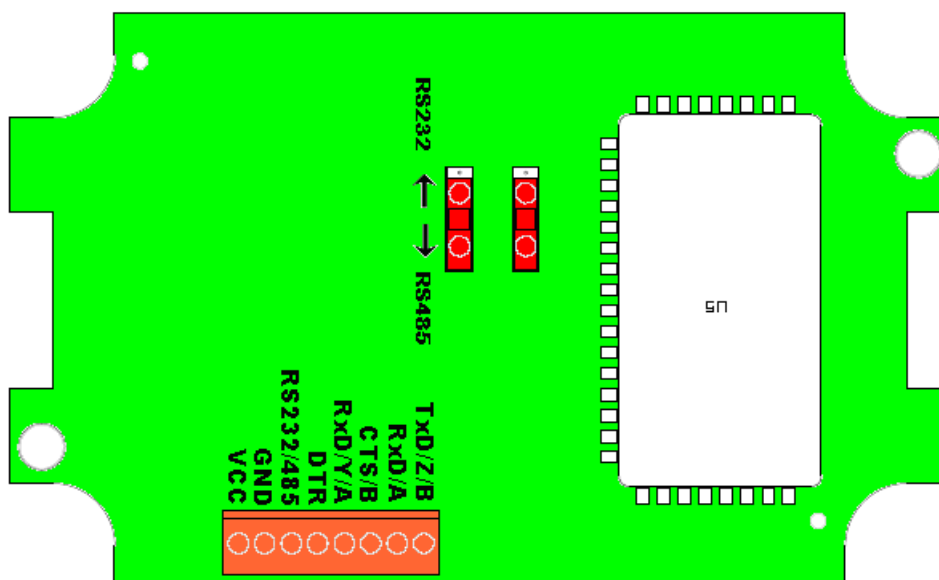 RS232
RS485
U5
VCC
GND
RS232/485
DTR
RxD/Y/A
CTS/B
RxD/A
TxD/Z/B